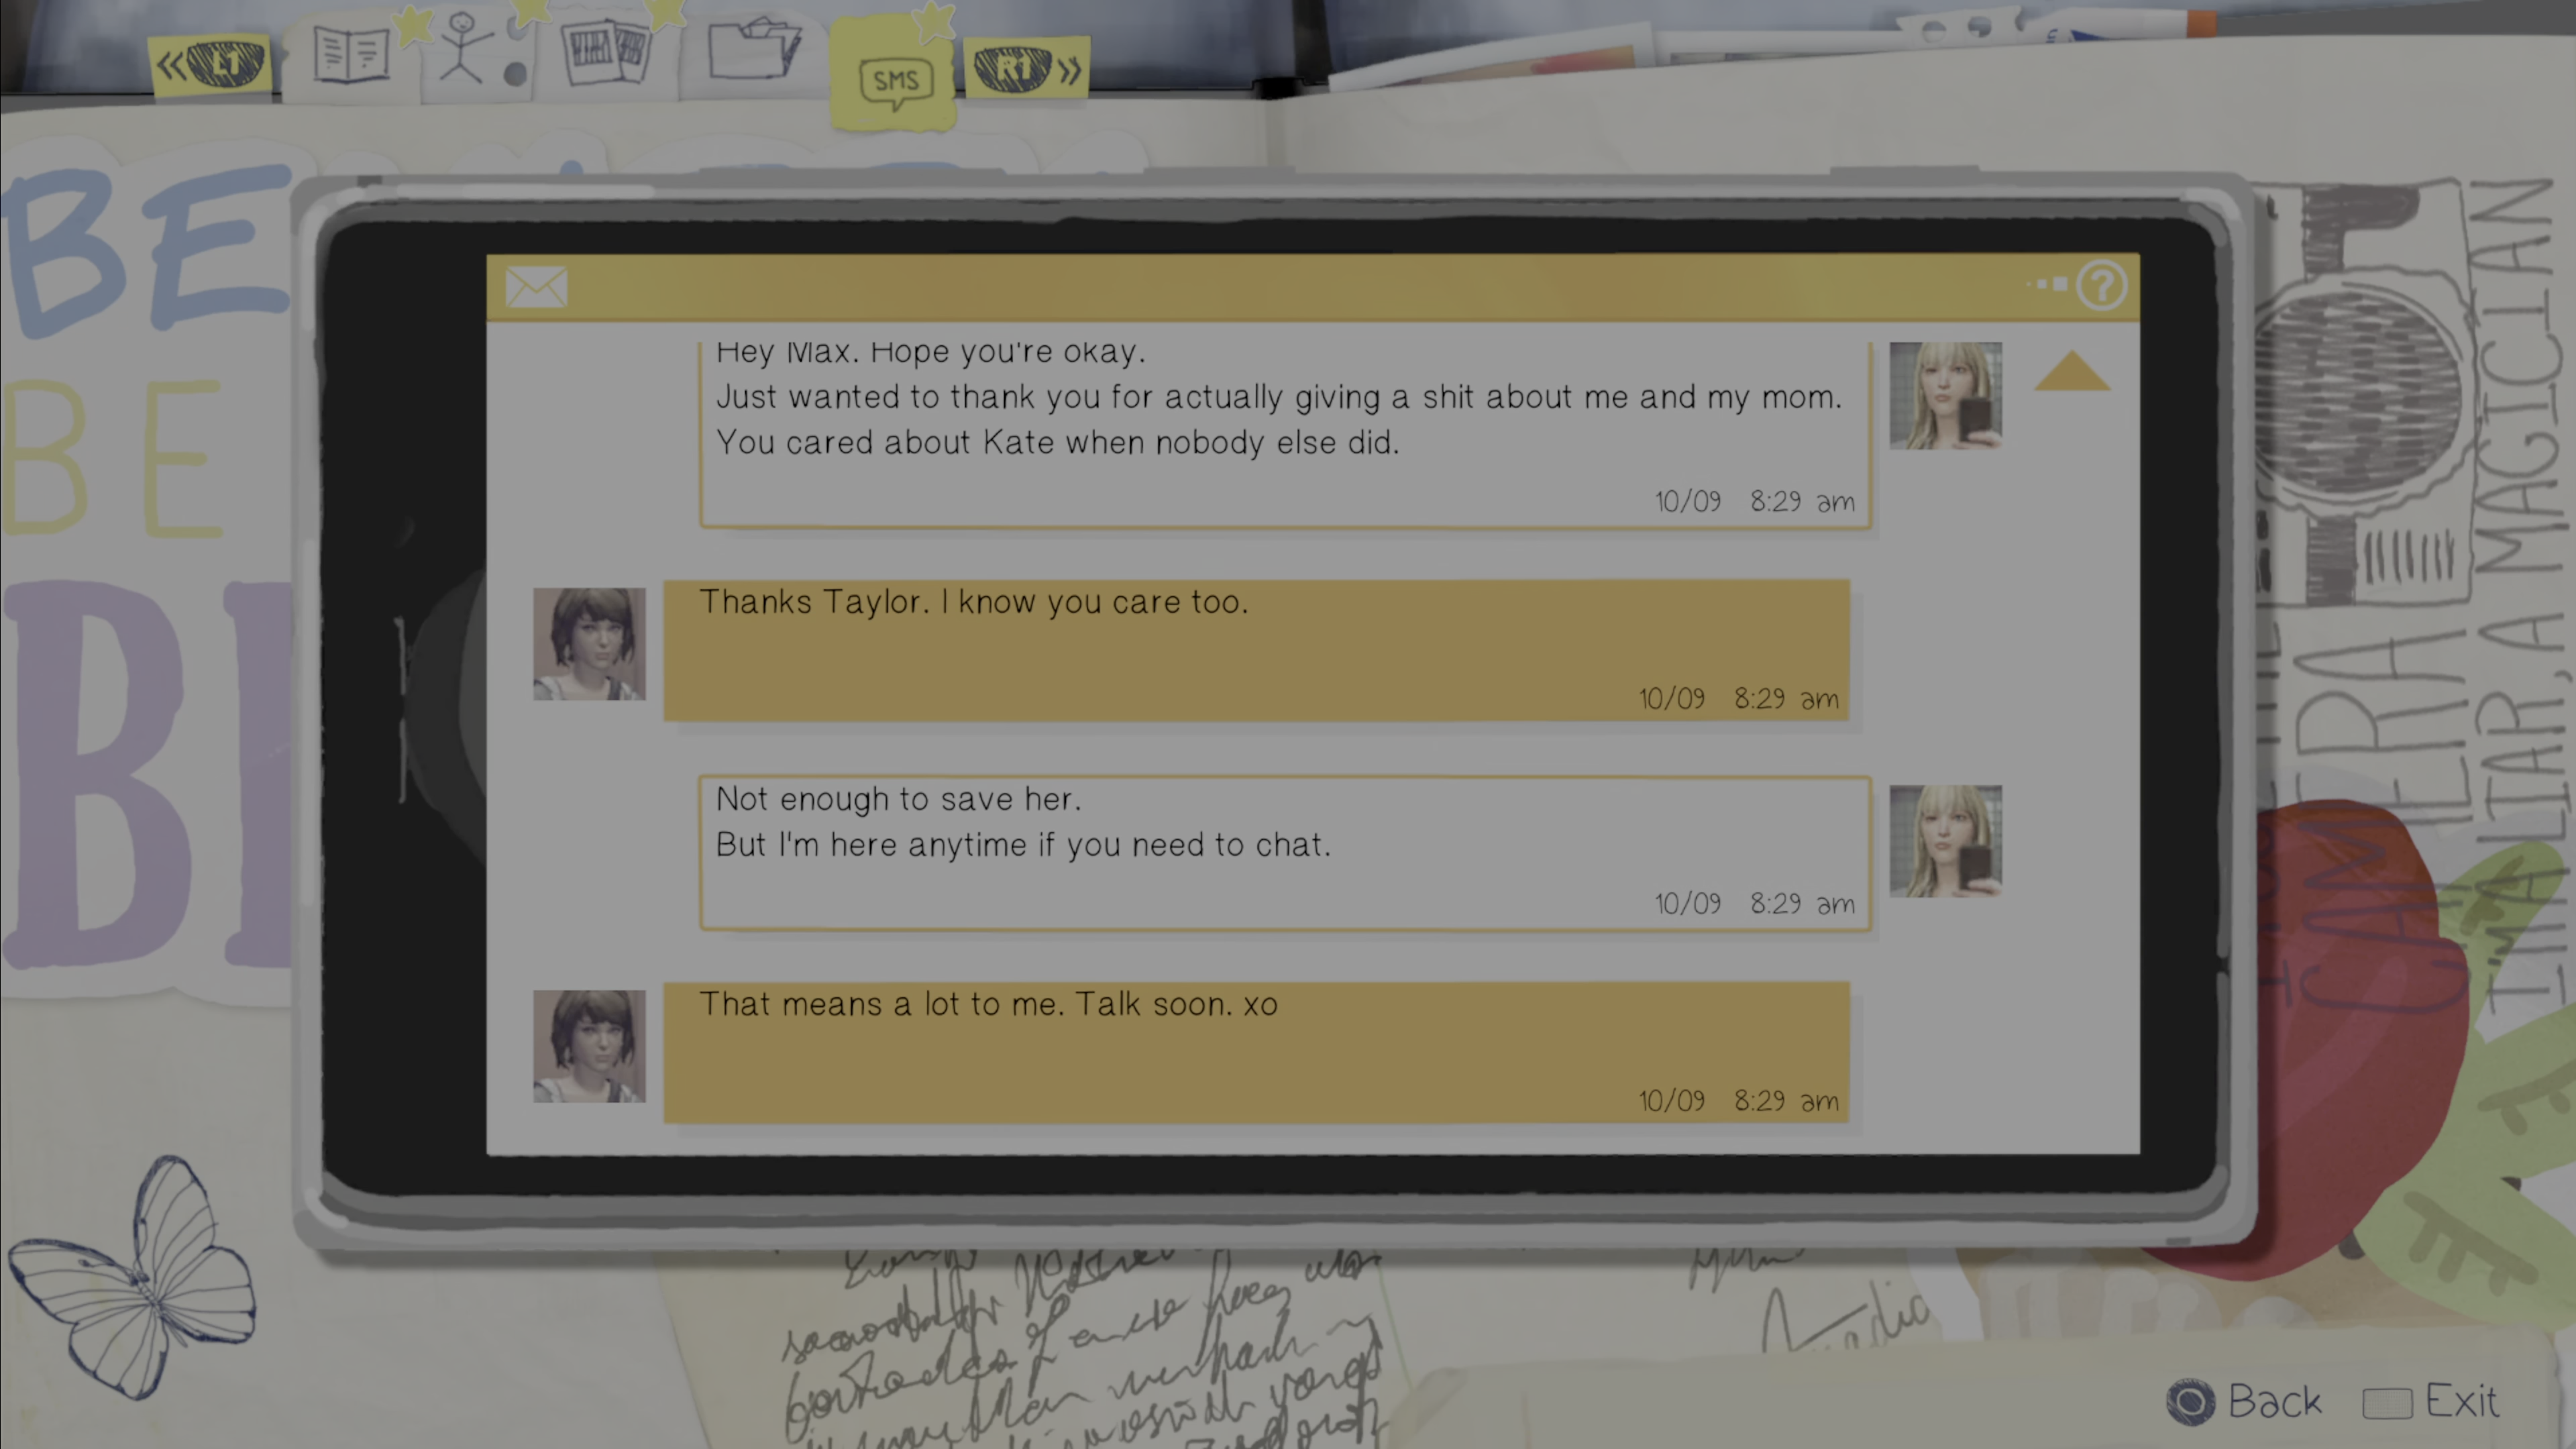 L1
SMS
R1
BE
BE
?
Hey Max. Hope you're okay.
Just wanted to thank you for actually giving a shit about me and my mom.
You cared about Kate when nobody else did.
10/09 8:29 am
Thanks Taylor. I know you care too.
10/09 8:29 am
Not enough to save her.
But I'm here anytime if you need to chat.
10/09 8:29 am
That means a lot to me. Talk soon. xo
10/09 8:29 am
CAMERA
I'M A LIAR, A MAGICIAN
Back
Exit